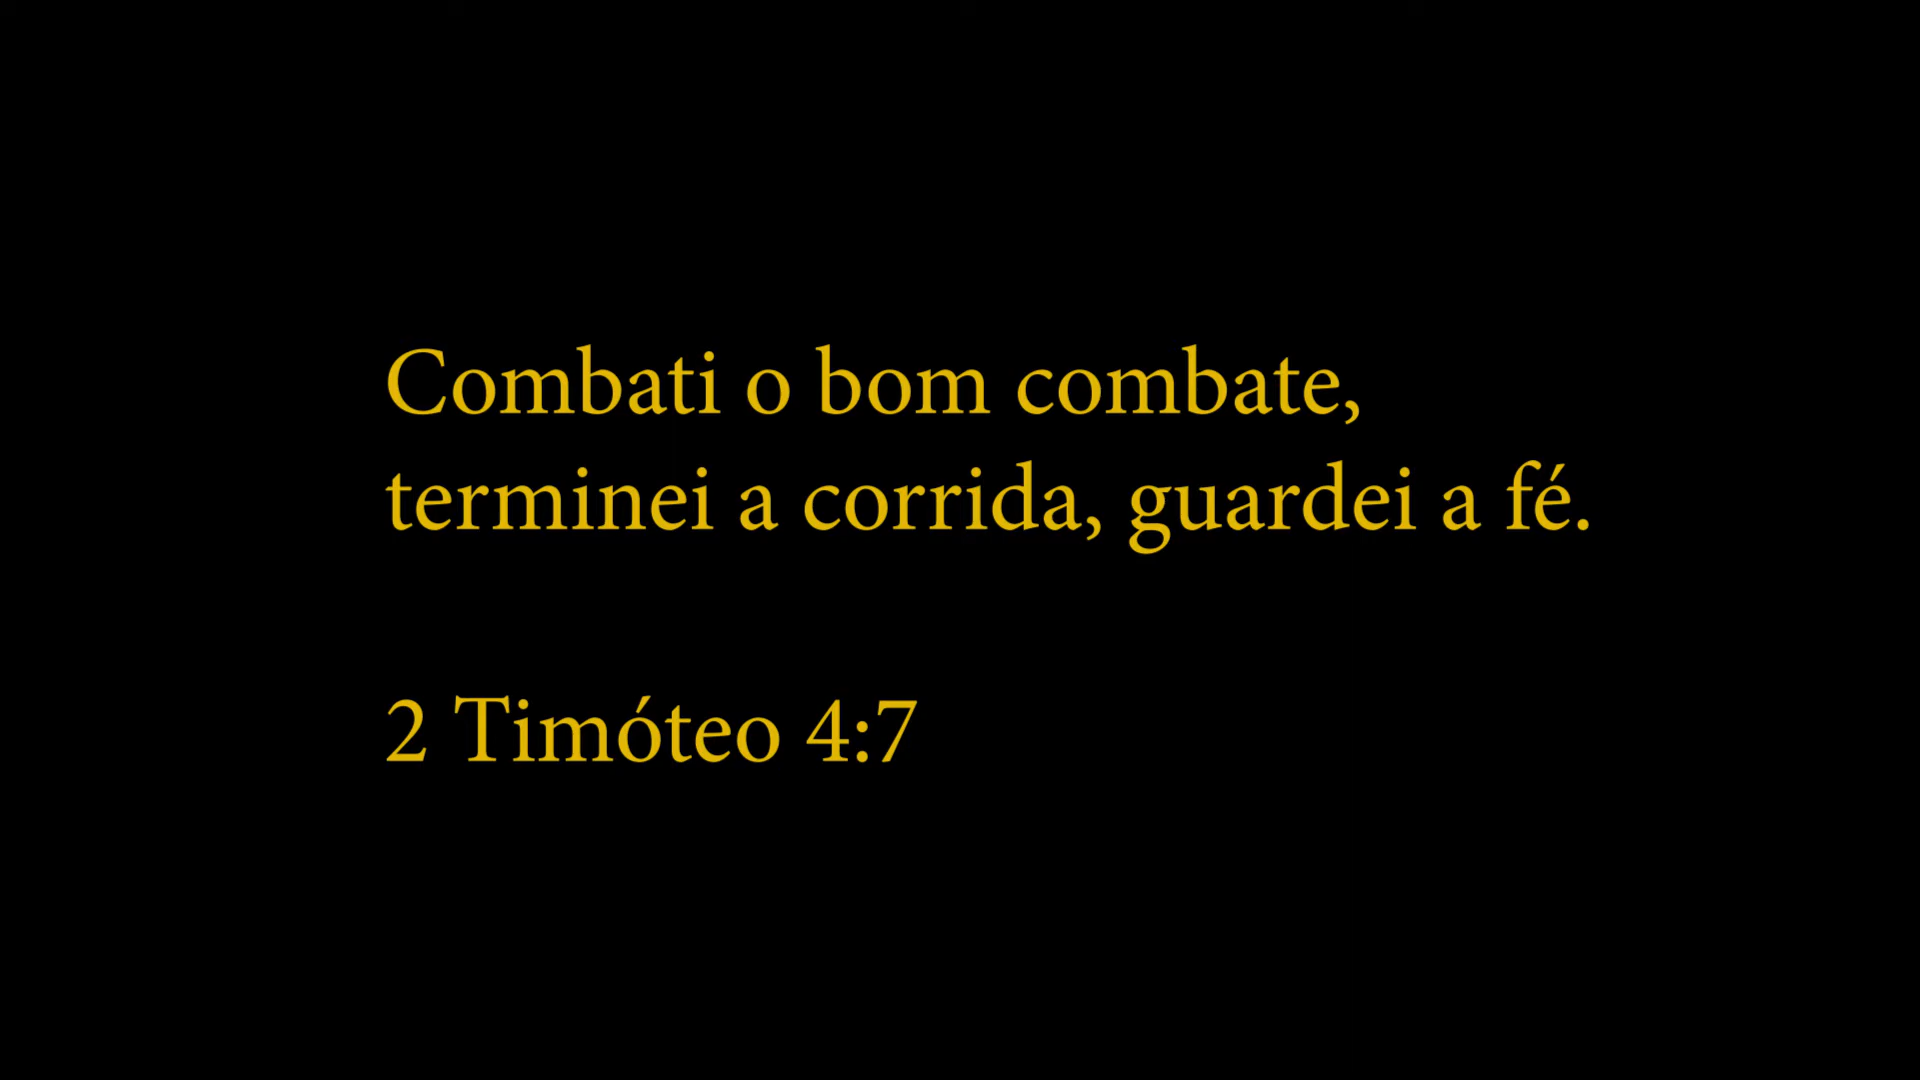 Combati o bom combate,
terminei a corrida, guardei a fé.
2 Timóteo 4:7